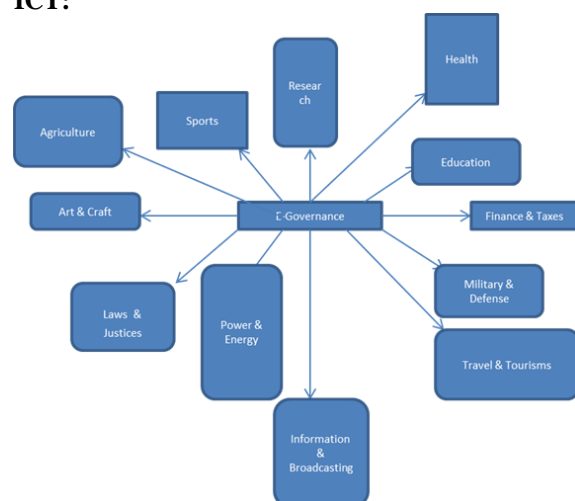 ICT:
Health
Resear
ch
Sports
Agriculture
Education
Art & Craft
E-Governance
Finance & Taxes
Military &
Defense
Laws & 
Justices
Power &
Energy
Travel & Tourisms
Information
&
Broadcasting